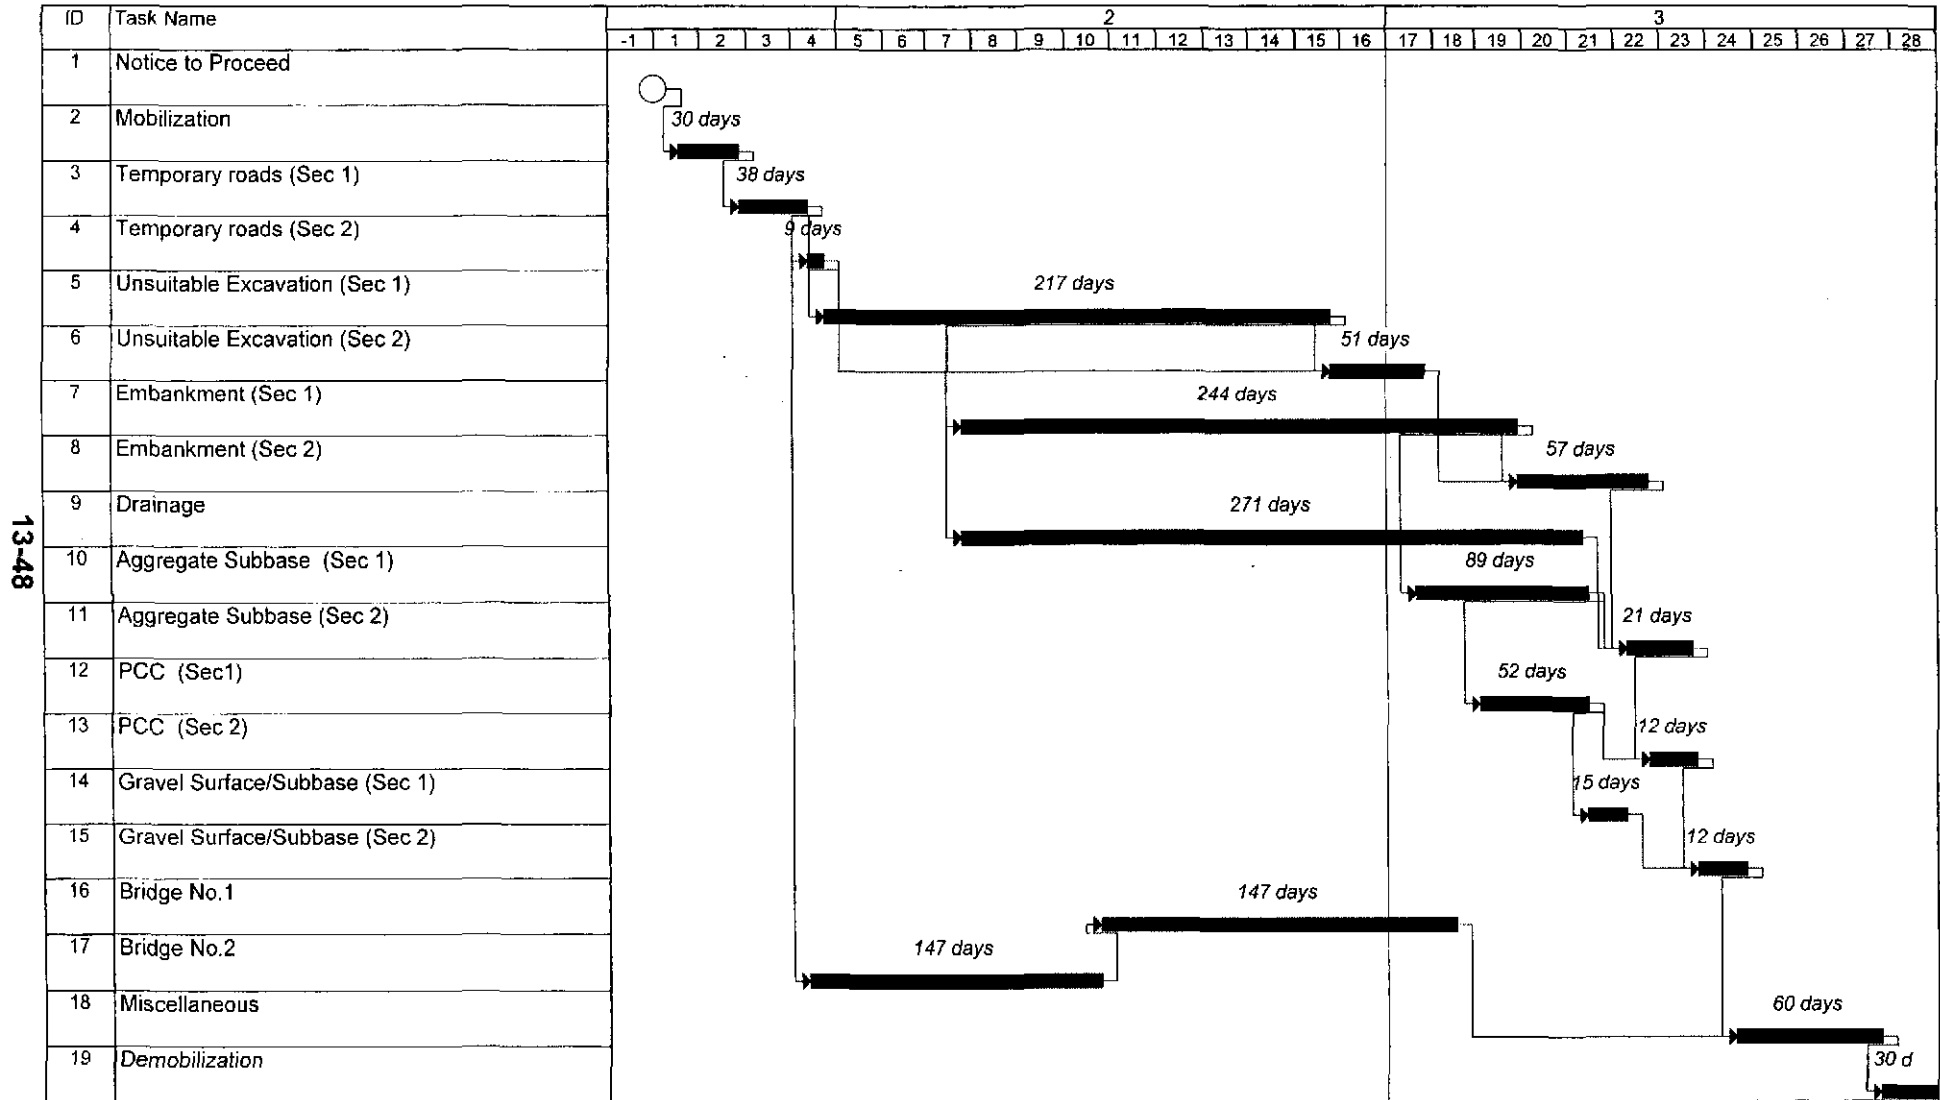 ID Task Name 2 3
-1 1 2 3 4 5 6 7 8 9 10 11 12 13 14 15 16 17 18 19 20 21 22 23 24 25 26 27 28
1 Notice to Proceed
2 Mobilization 30 days
3 Temporary roads (Sec 1) 38 days
4 Temporary roads (Sec 2) 9 days
5 Unsuitable Excavation (Sec 1) 217 days
6 Unsuitable Excavation (Sec 2) 51 days
7 Embankment (Sec 1) 244 days
8 Embankment (Sec 2) 57 days
9 Drainage 271 days
10 Aggregate Subbase (Sec 1) 89 days
11 Aggregate Subbase (Sec 2) 21 days
12 PCC (Sec1) 52 days
13 PCC (Sec 2) 12 days
14 Gravel Surface/Subbase (Sec 1) 15 days
15 Gravel Surface/Subbase (Sec 2) 12 days
16 Bridge No.1 147 days
17 Bridge No.2 147 days
18 Miscellaneous 60 days
19 Demobilization 30 d
13-48